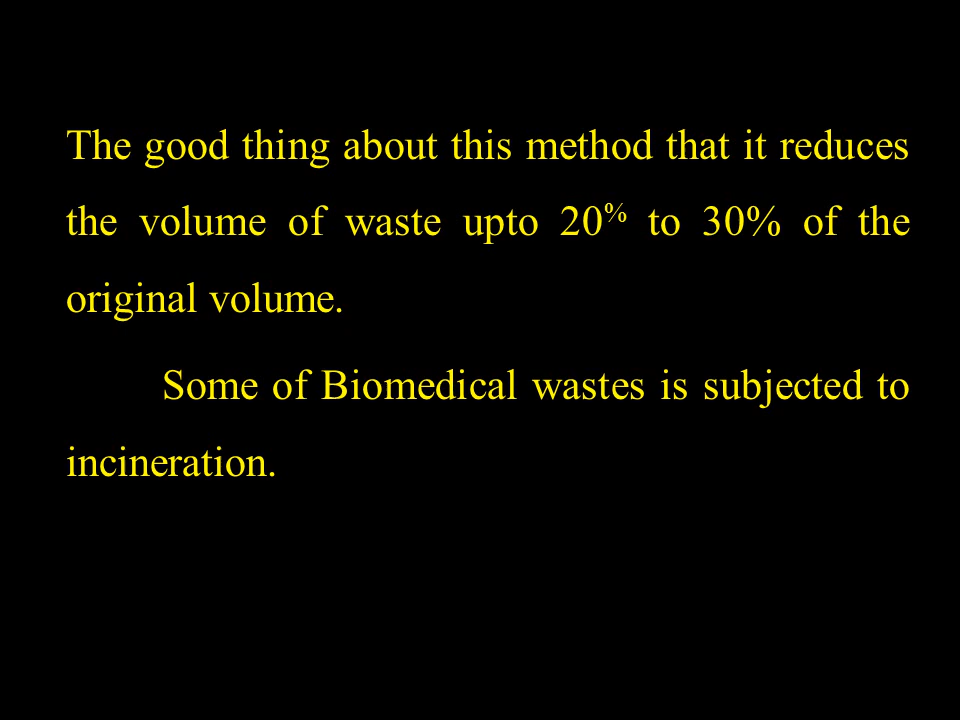 The good thing about this method that it reduces
the volume of waste upto 20% to 30% of the
original volume.
Some of Biomedical wastes is subjected to
incineration.